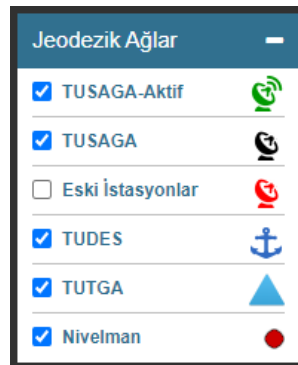 Jeodezik Ağlar
TUSAGA-Aktif
TUSAGA
Eski İstasyonlar
TUDES
TUTGA
Nivelman